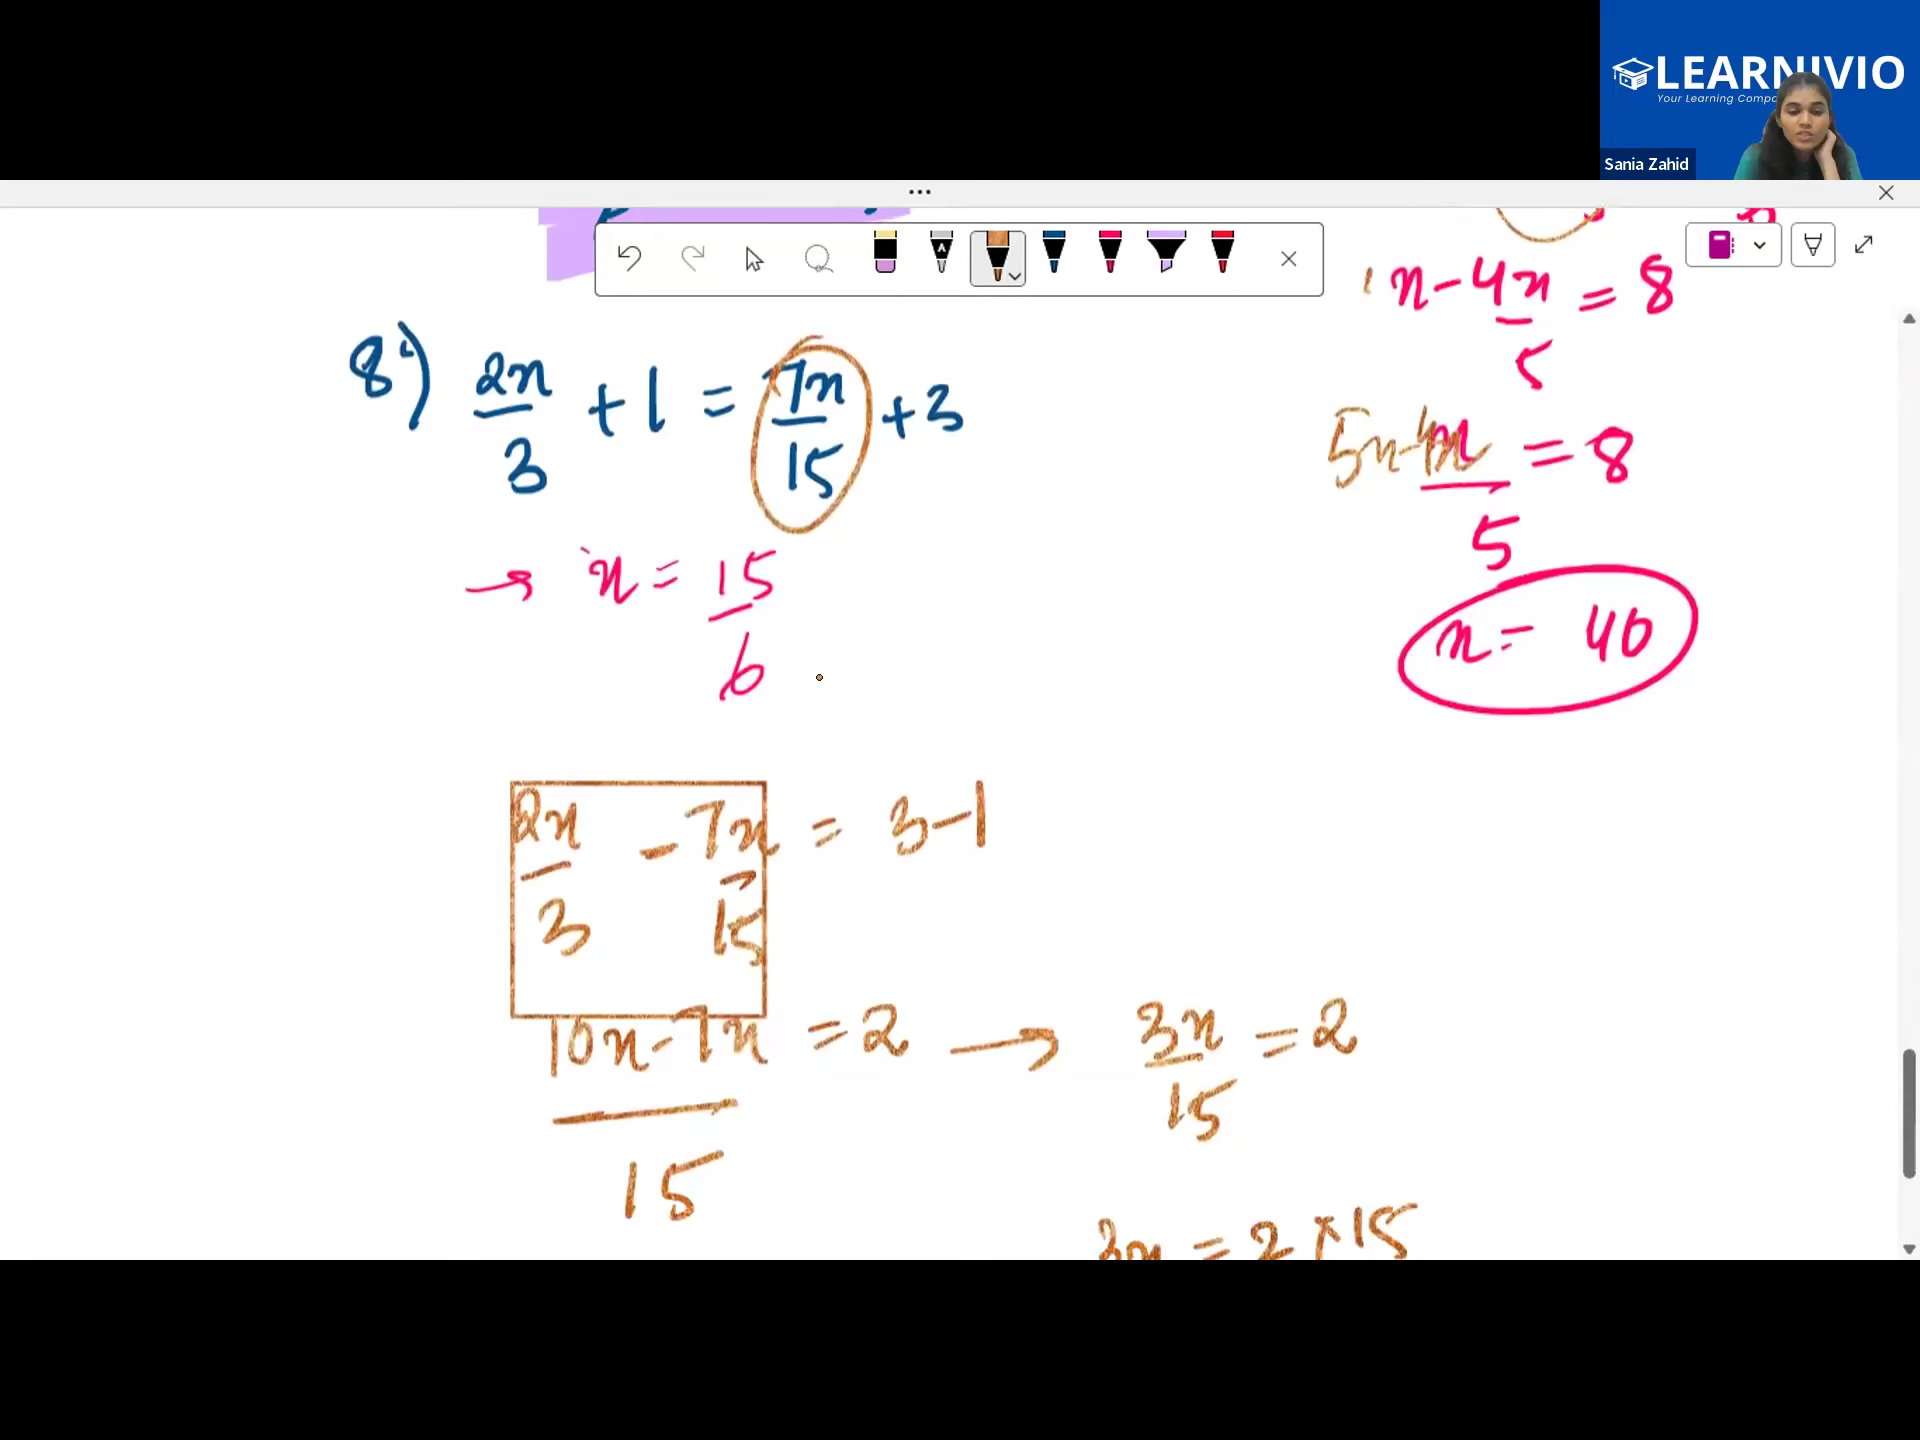 LEARNIVIO
Your Learning Compa
Sania Zahid
x - 4x/5 = 8
8) 2x/3 + 1 = 7x/15 + 3
5x-4x/5 = 8
→ x = 15/6
x = 40
2x/3 - 7x/15 = 3-1
10x-7x/15 = 2 → 3x/15 = 2
3x = 2×15